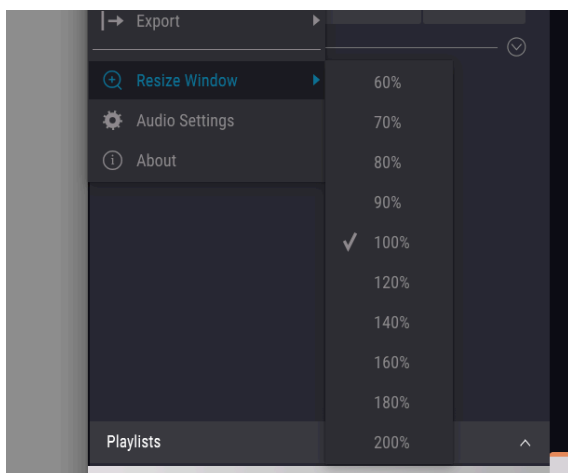 Export
Resize Window
Audio Settings
About
60%
70%
80%
90%
100%
120%
140%
160%
180%
200%
Playlists